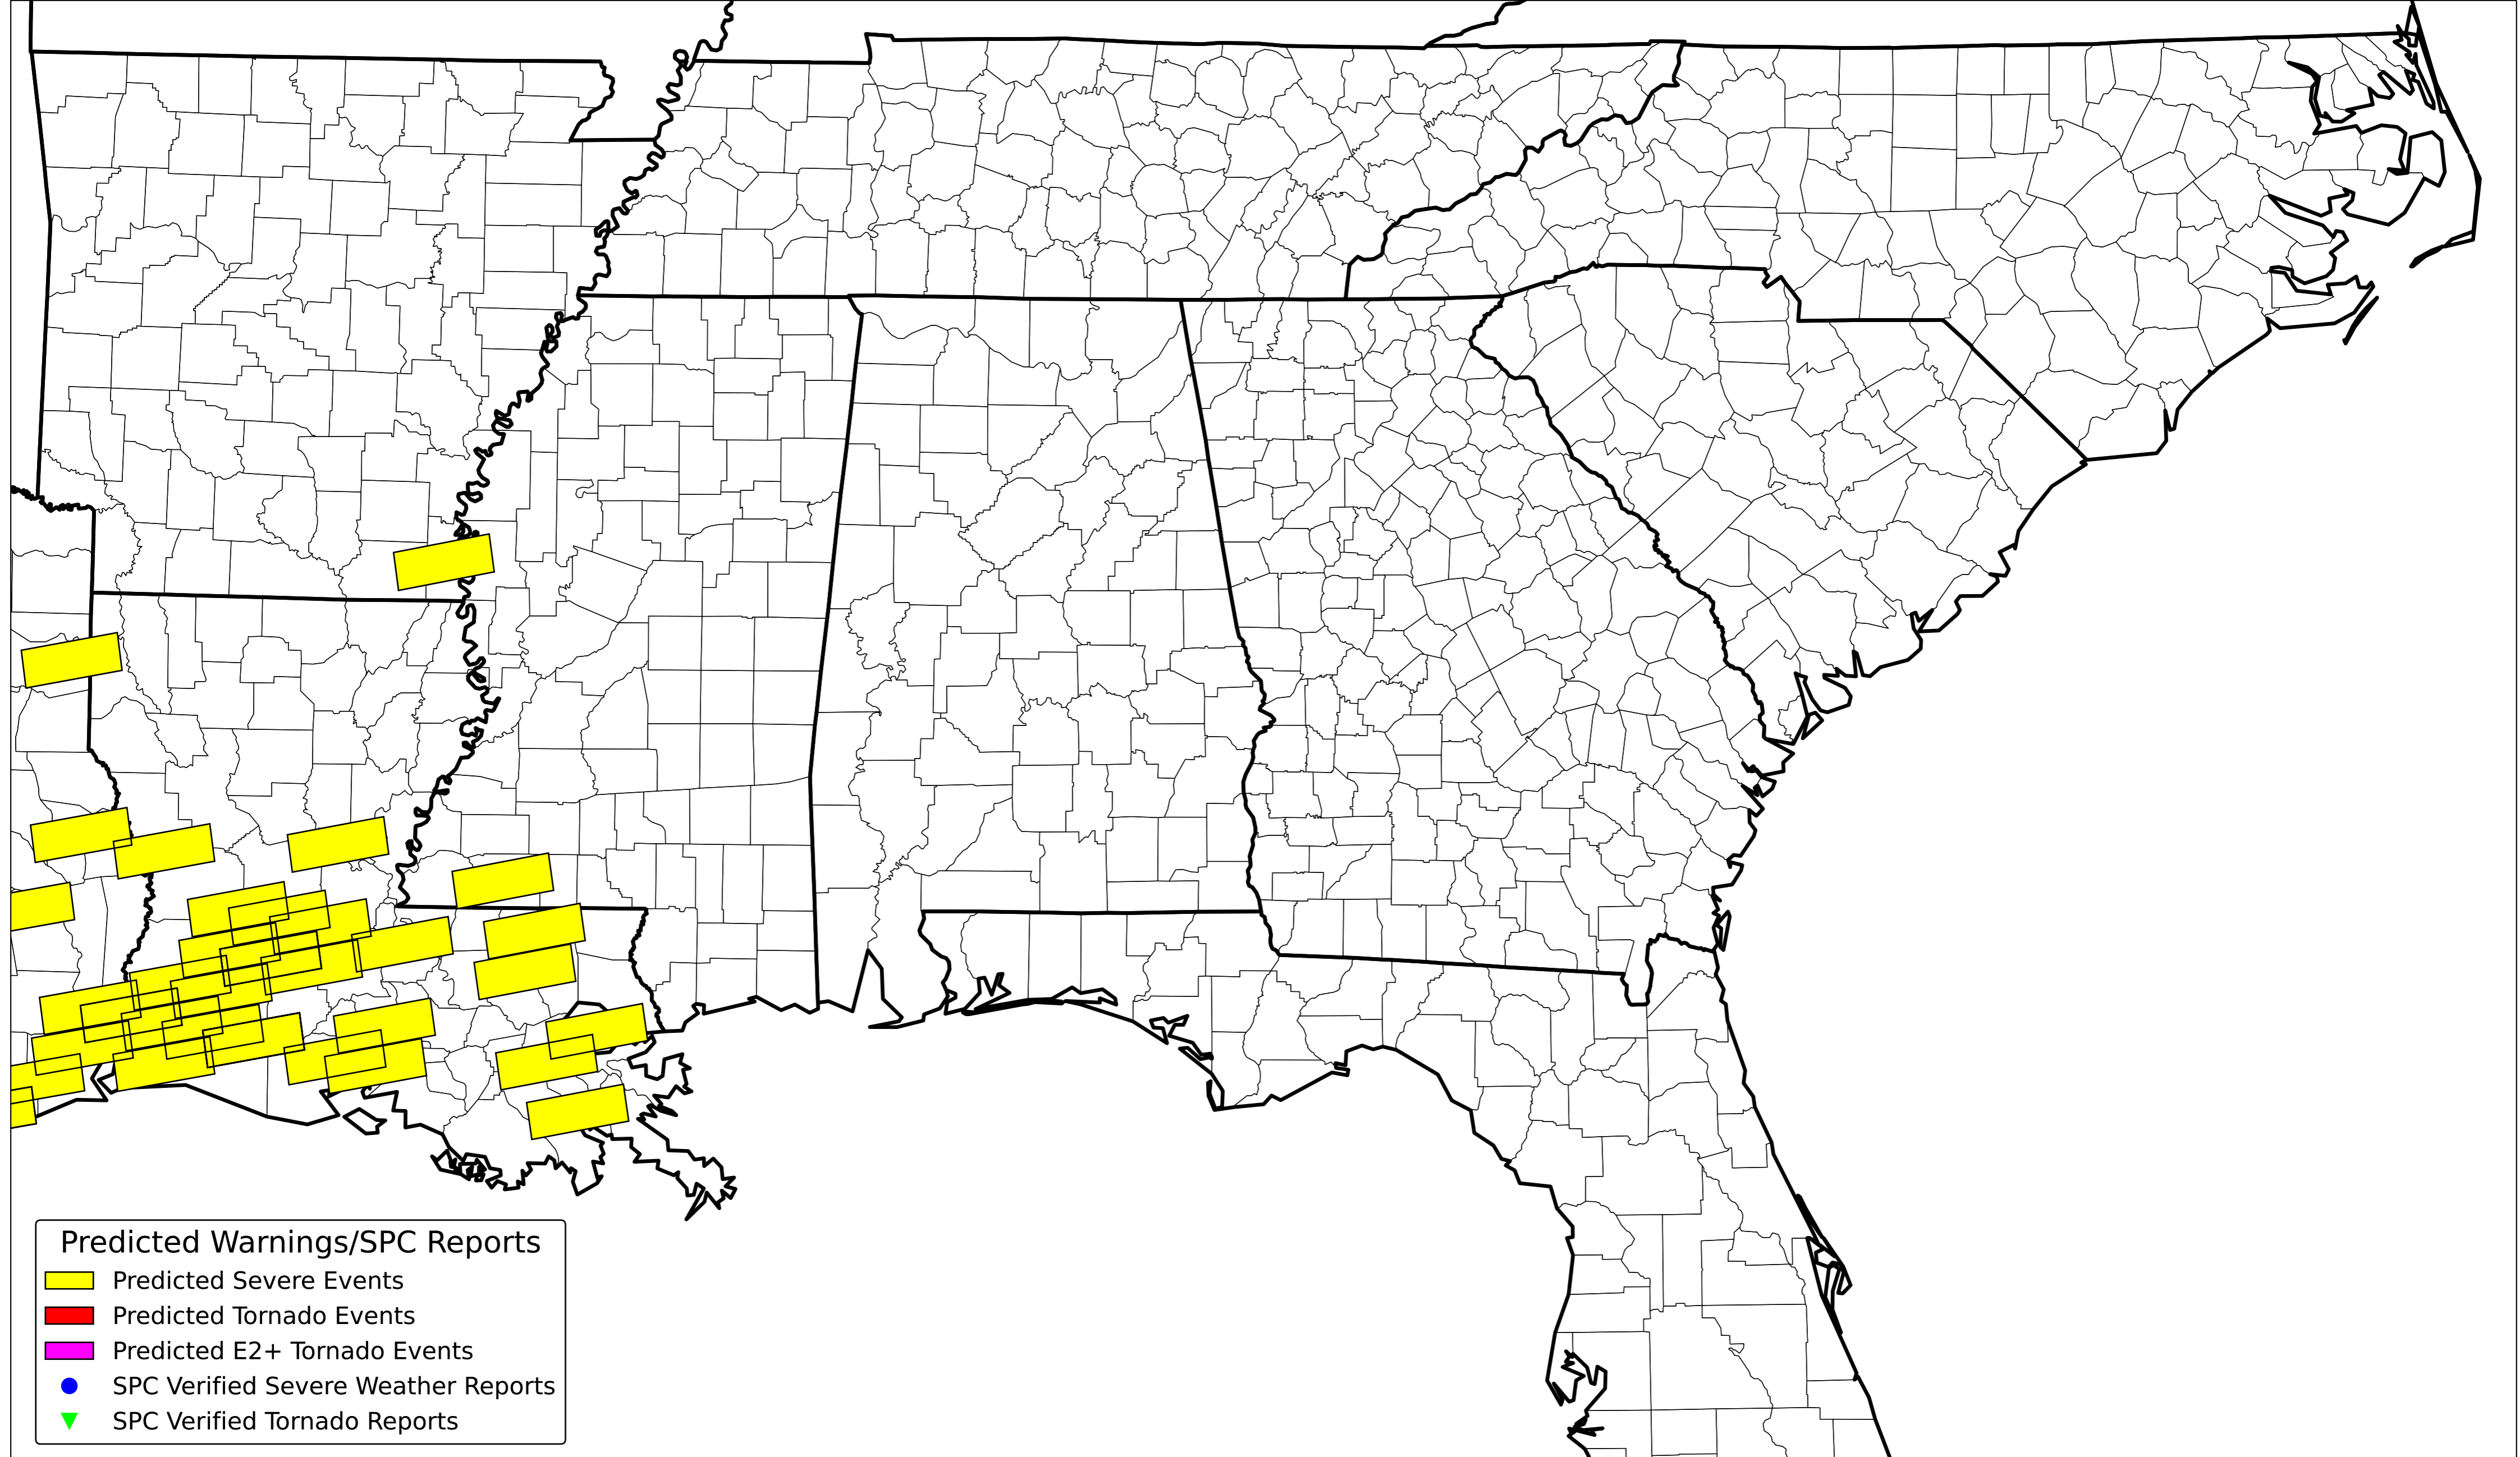 Predicted Warnings/SPC Reports
Predicted Severe Events
Predicted Tornado Events
Predicted E2+ Tornado Events
SPC Verified Severe Weather Reports
SPC Verified Tornado Reports